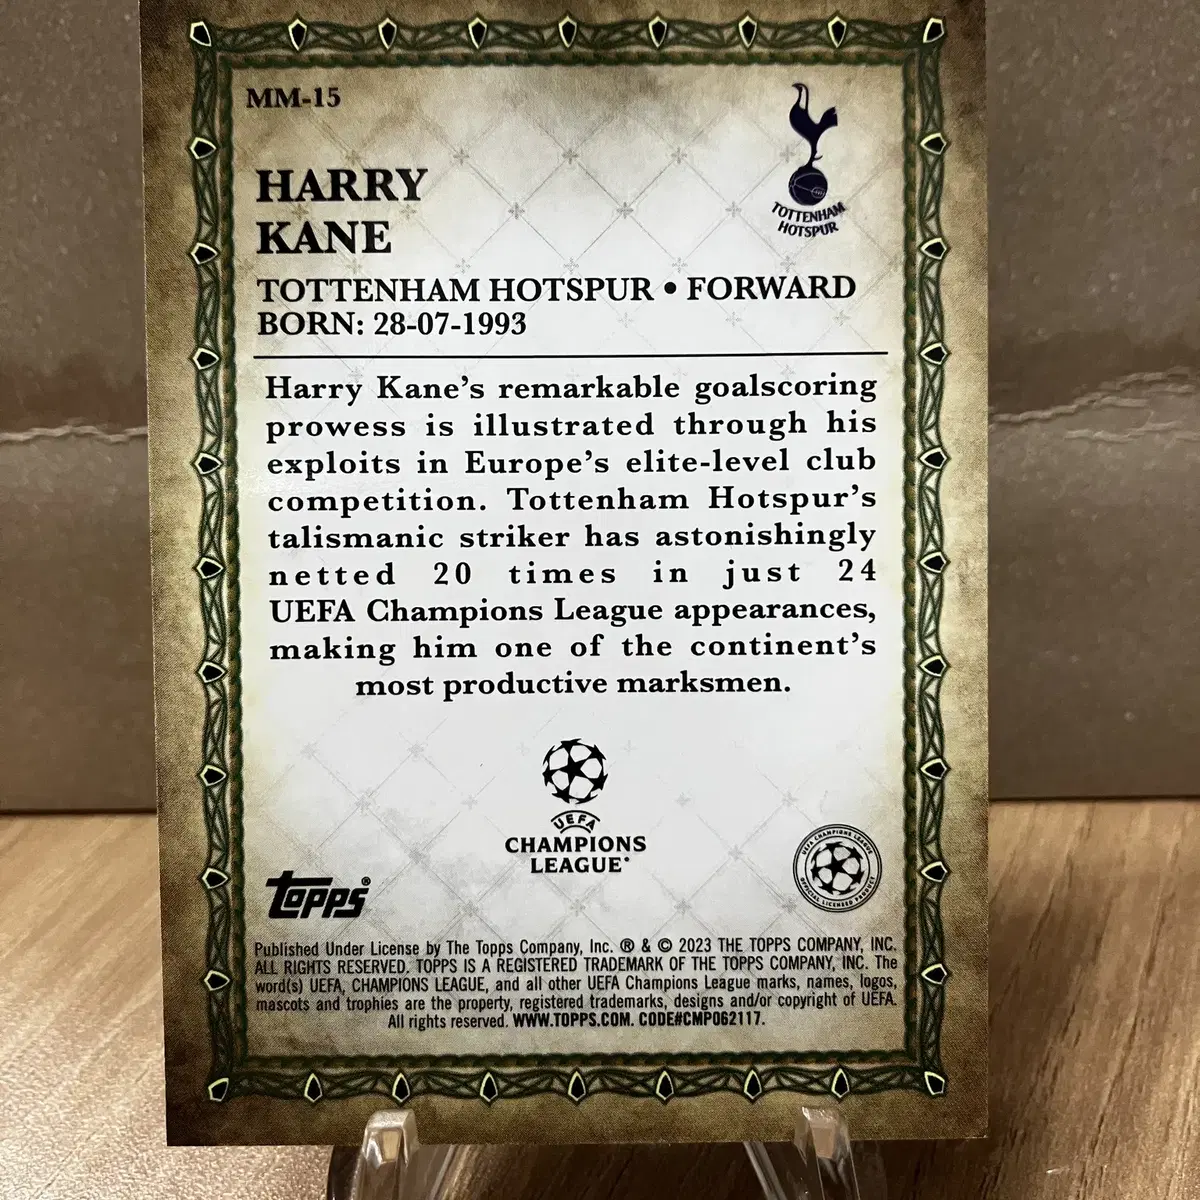 MM-15
TOTTENHAM
HOTSPUR
HARRY
KANE
TOTTENHAM HOTSPUR • FORWARD
BORN: 28-07-1993
Harry Kane's remarkable goalscoring
prowess is illustrated through his
exploits in Europe's elite-level club
competition. Tottenham Hotspur's
talismanic striker has astonishingly
netted 20 times in just 24
UEFA Champions League appearances,
making him one of the continent's
most productive marksmen.
UEFA
CHAMPIONS
LEAGUE®
UEFA CHAMPIONS LEAGUE
OFFICIAL LICENSED PRODUCT
TOPPS®
Published Under License by The Topps Company, Inc. ® & © 2023 THE TOPPS COMPANY, INC.
ALL RIGHTS RESERVED. TOPPS IS A REGISTERED TRADEMARK OF THE TOPPS COMPANY, INC. The
word(s) UEFA, CHAMPIONS LEAGUE, and all other UEFA Champions League marks, names, logos,
mascots and trophies are the property, registered trademarks, designs and/or copyright of UEFA.
All rights reserved. WWW.TOPPS.COM. CODE#CMP062117.